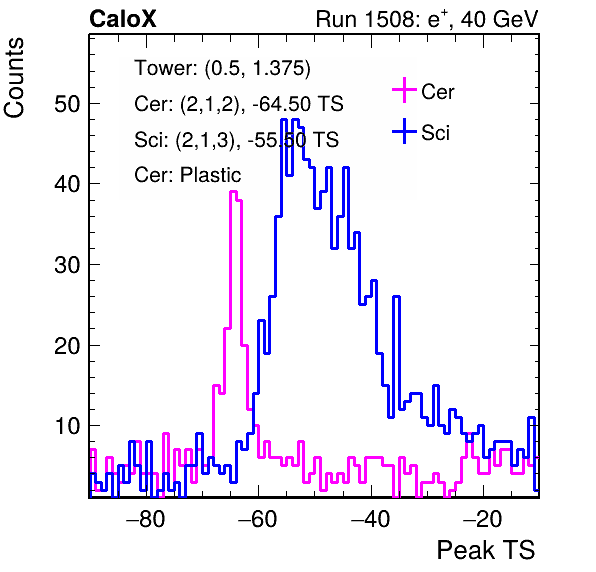 CaloX Run 1508: e+, 40 GeV
Counts
Tower: (0.5, 1.375)
Cer: (2,1,2), -64.50 TS
Sci: (2,1,3), -55.50 TS
Cer: Plastic
Cer
Sci
50
40
30
20
10
−80 −60 −40 −20
Peak TS